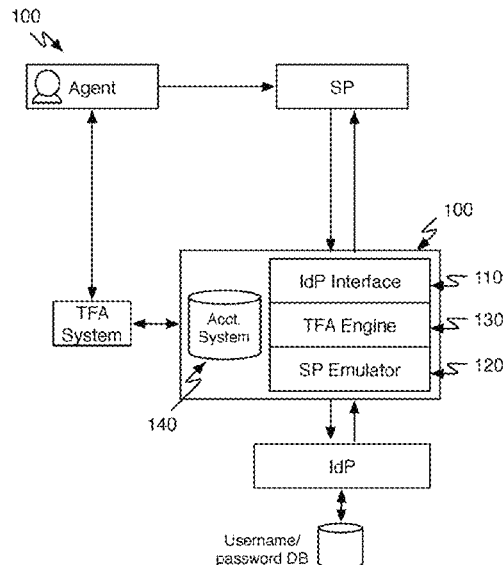 100
Agent
SP
100
IdP Interface
110
TFA
System
Acct.
System
TFA Engine
130
SP Emulator
120
140
IdP
Username/
password DB